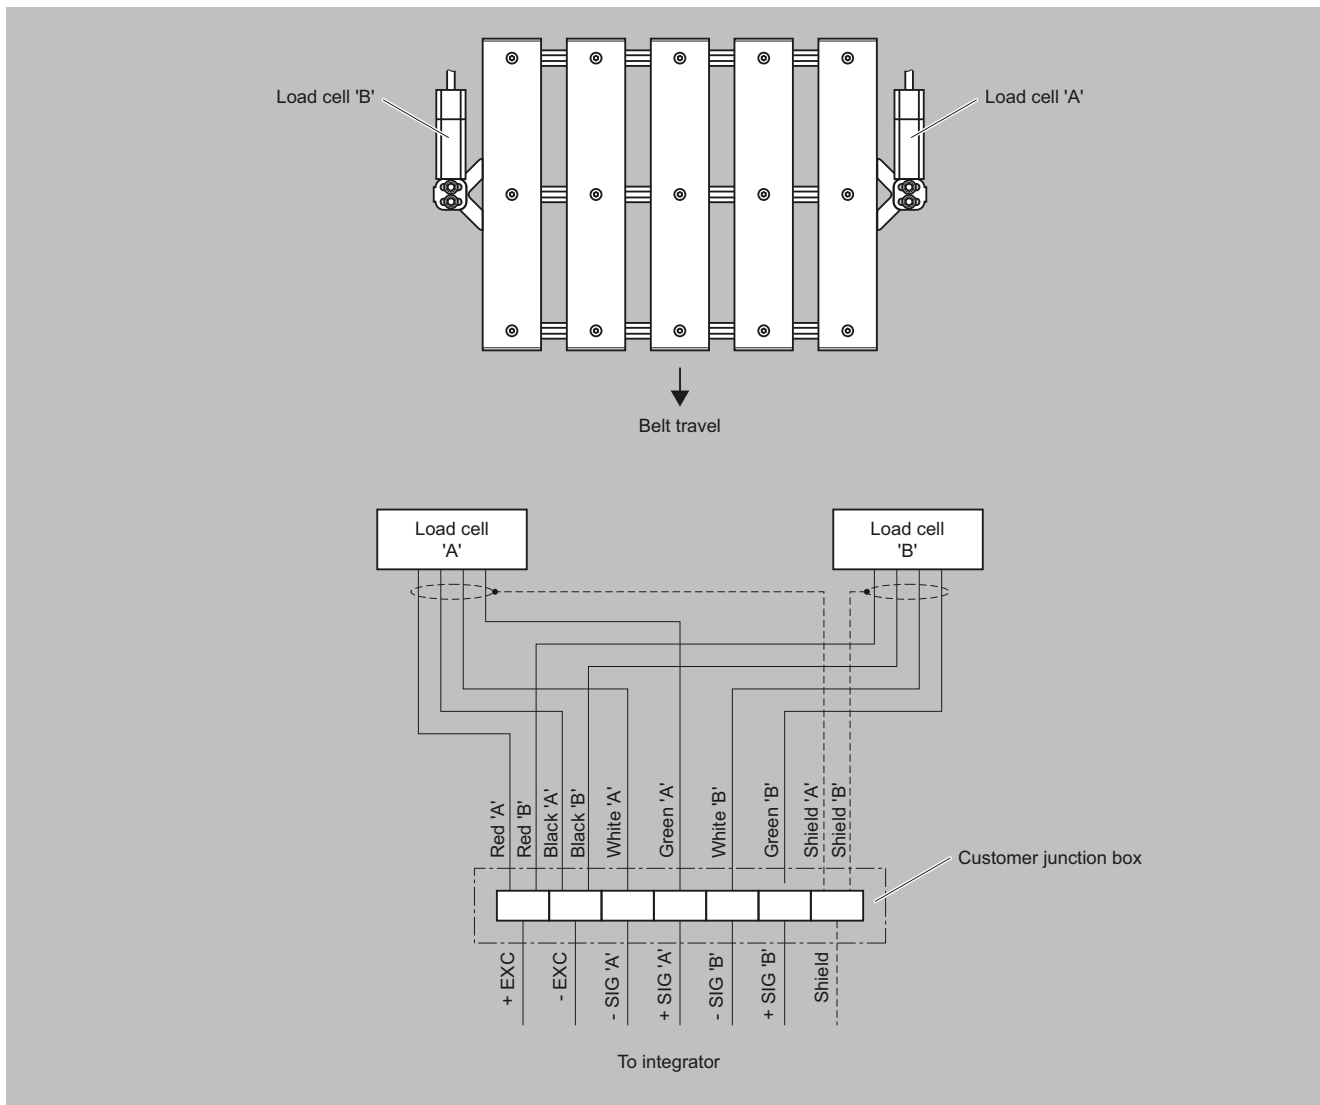 Load cell 'B'
Load cell 'A'
Belt travel
Load cell
'A'
Load cell
'B'
Red 'A'
Red 'B'
Black 'A'
Black 'B'
White 'A'
Green 'A'
White 'B'
Green 'B'
Shield 'A'
Shield 'B'
Customer junction box
+ EXC
- EXC
- SIG 'A'
+ SIG 'A'
- SIG 'B'
+ SIG 'B'
Shield
To integrator